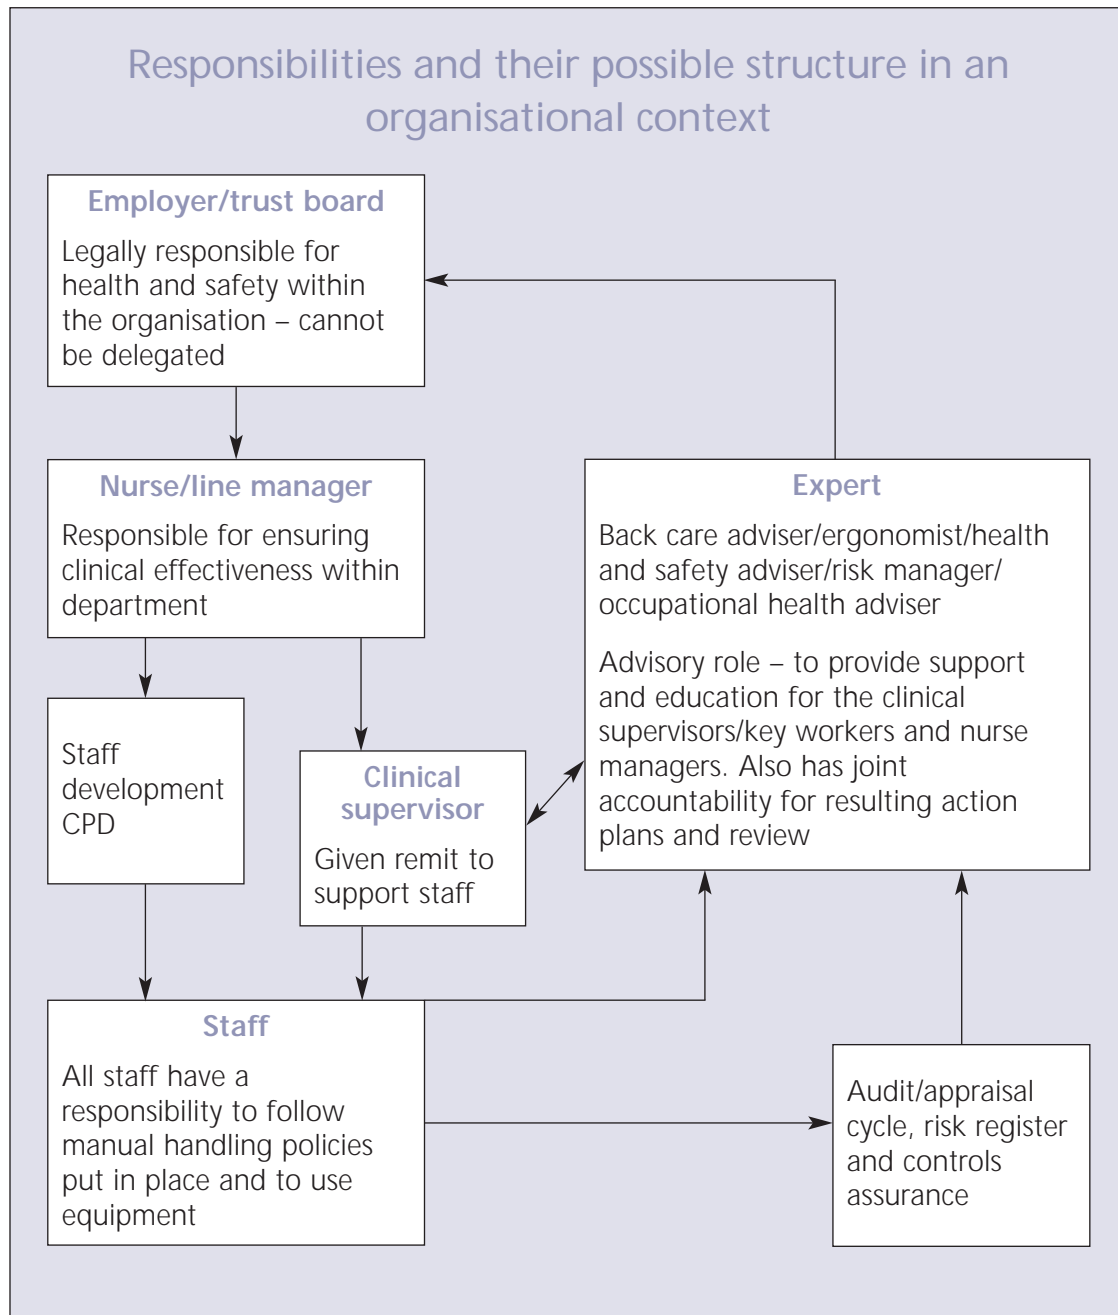 Responsibilities and their possible structure in an
organisational context
Employer/trust board
Legally responsible for
health and safety within
the organisation – cannot
be delegated
Nurse/line manager
Responsible for ensuring
clinical effectiveness within
department
Expert
Back care adviser/ergonomist/health
and safety adviser/risk manager/
occupational health adviser
Advisory role – to provide support
and education for the clinical
supervisors/key workers and nurse
managers. Also has joint
accountability for resulting action
plans and review
Staff
development
CPD
Clinical
supervisor
Given remit to
support staff
Staff
All staff have a
responsibility to follow
manual handling policies
put in place and to use
equipment
Audit/appraisal
cycle, risk register
and controls
assurance